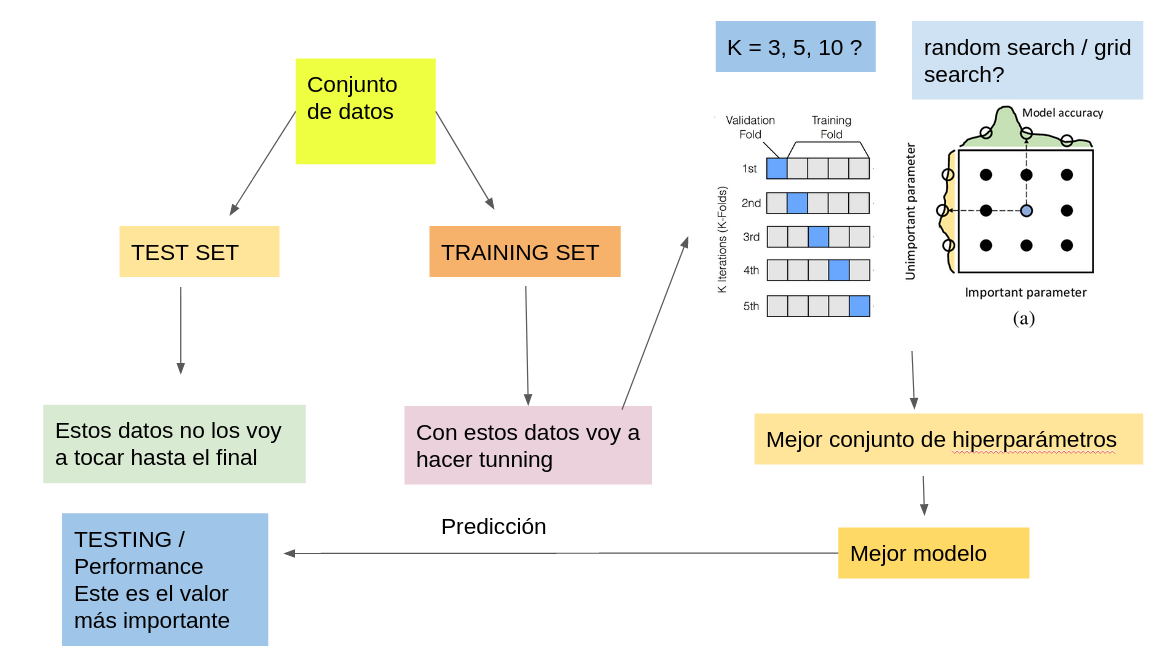 K = 3, 5, 10 ?
random search / grid
search?
Conjunto
de datos
Model accuracy
Validation
Fold
Training
Fold
1st
2nd
3rd
4th
5th
K Iterations (K-Folds)
Unimportant parameter
Important parameter
(a)
TEST SET
TRAINING SET
Estos datos no los voy
a tocar hasta el final
Con estos datos voy a
hacer tunning
Mejor conjunto de hiperparámetros
Predicción
Mejor modelo
TESTING /
Performance
Este es el valor
más importante